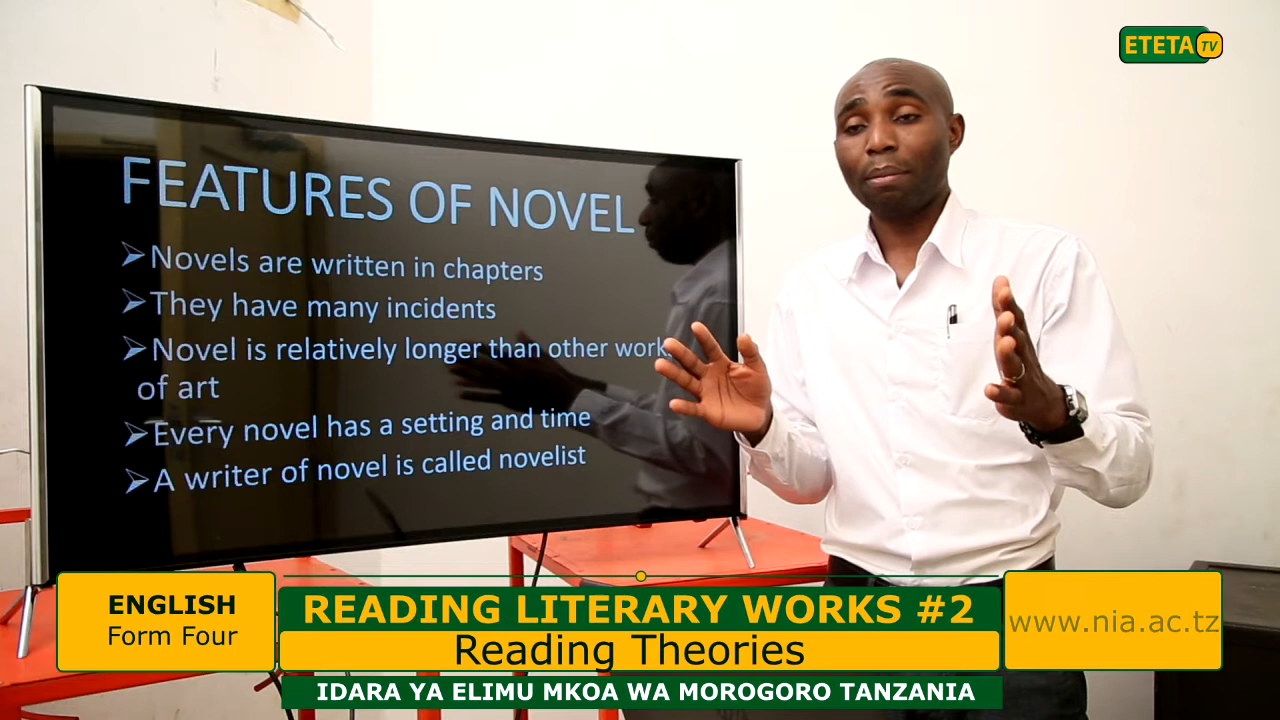 ETETA TV
FEATURES OF NOVEL
➢Novels are written in chapters
➢They have many incidents
➢Novel is relatively longer than other work
of art
➢Every novel has a setting and time
➢A writer of novel is called novelist
ENGLISH
Form Four
READING LITERARY WORKS #2
Reading Theories
www.nia.ac.tz
IDARA YA ELIMU MKOA WA MOROGORO TANZANIA